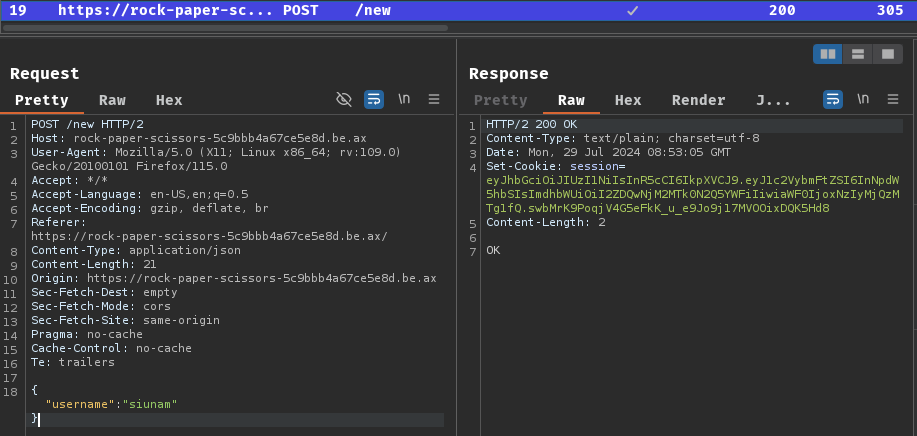 19 https://rock-paper-sc... POST /new 200 305
Request
Pretty Raw Hex \n
1 POST /new HTTP/2
2 Host: rock-paper-scissors-5c9bbb4a67ce5e8d.be.ax
3 User-Agent: Mozilla/5.0 (X11; Linux x86_64; rv:109.0)
Gecko/20100101 Firefox/115.0
4 Accept: */*
5 Accept-Language: en-US,en;q=0.5
6 Accept-Encoding: gzip, deflate, br
7 Referer:
https://rock-paper-scissors-5c9bbb4a67ce5e8d.be.ax/
8 Content-Type: application/json
9 Content-Length: 21
10 Origin: https://rock-paper-scissors-5c9bbb4a67ce5e8d.be.ax
11 Sec-Fetch-Dest: empty
12 Sec-Fetch-Mode: cors
13 Sec-Fetch-Site: same-origin
14 Pragma: no-cache
15 Cache-Control: no-cache
16 Te: trailers
17
18 {
"username":"siunam"
}
Response
Pretty Raw Hex Render J... \n
1 HTTP/2 200 OK
2 Content-Type: text/plain; charset=utf-8
3 Date: Mon, 29 Jul 2024 08:53:05 GMT
4 Set-Cookie: session=
eyJhbGciOiJIUzI1NiIsInR5cCI6IkpXVCJ9.eyJ1c2VybmFtZSI6InNpdW
5hbSIsImdhbWUiOiI2ZDQwNjM2MTk0N2Q5YWFiIiwiaWF0IjoxNzIyMjQzM
Tg1fQ.swbMrK9PoqjV4G5eFkK_u_e9Jo9j17MVOOixDQK5Hd8
5 Content-Length: 2
6
7 OK